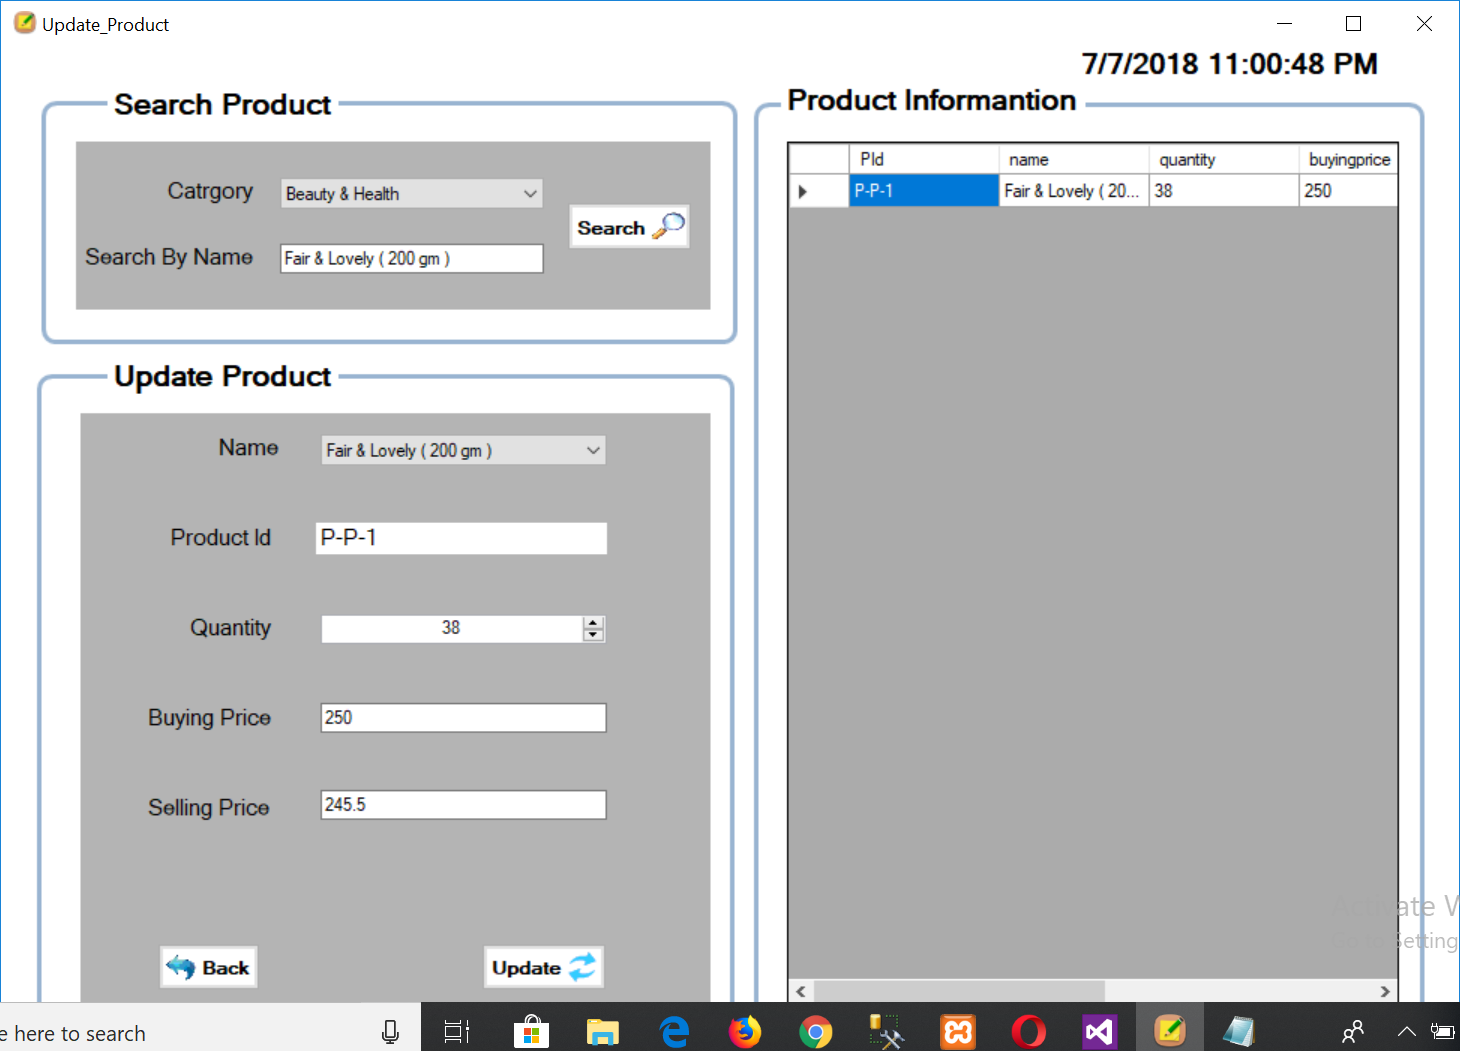 Update_Product
7/7/2018 11:00:48 PM
Search Product
Catrgory
Beauty & Health
Search By Name
Fair & Lovely ( 200 gm )
Search
Update Product
Name
Fair & Lovely ( 200 gm )
Product Id
P-P-1
Quantity
38
Buying Price
250
Selling Price
245.5
Back
Update
Product Informantion
PId name quantity buyingprice
P-P-1 Fair & Lovely ( 20... 38 250
Activate W
Go to Setting
e here to search